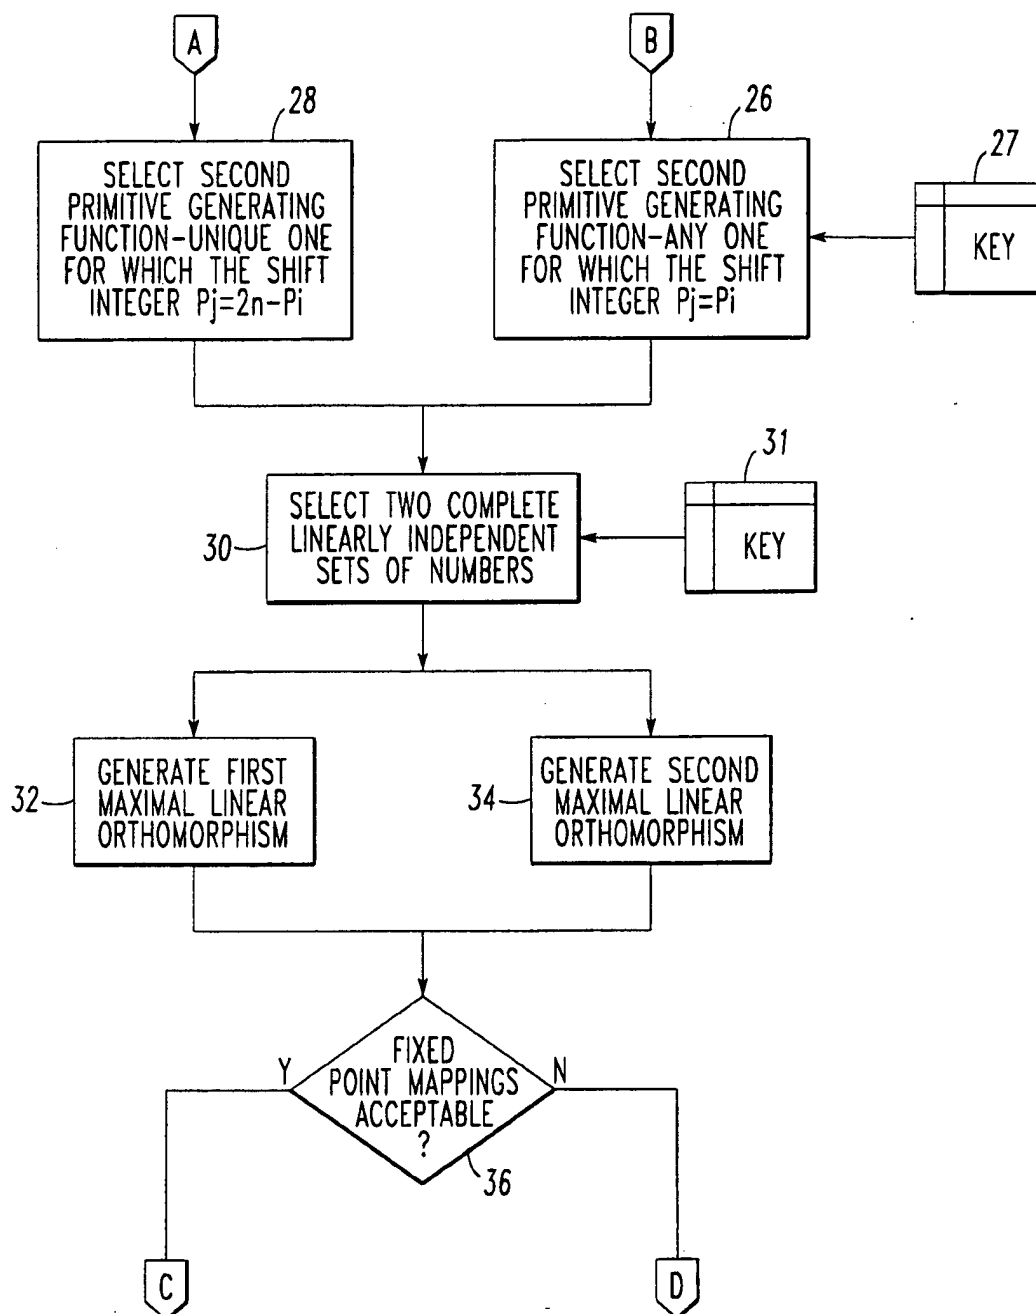 A
B
28
26
27
SELECT SECOND
PRIMITIVE GENERATING
FUNCTION-UNIQUE ONE
FOR WHICH THE SHIFT
INTEGER Pj=2n-Pi
SELECT SECOND
PRIMITIVE GENERATING
FUNCTION-ANY ONE
FOR WHICH THE SHIFT
INTEGER Pj=Pi
KEY
31
30
SELECT TWO COMPLETE
LINEARLY INDEPENDENT
SETS OF NUMBERS
KEY
32
GENERATE FIRST
MAXIMAL LINEAR
ORTHOMORPHISM
34
GENERATE SECOND
MAXIMAL LINEAR
ORTHOMORPHISM
Y
FIXED
POINT MAPPINGS
ACCEPTABLE
?
N
36
C
D